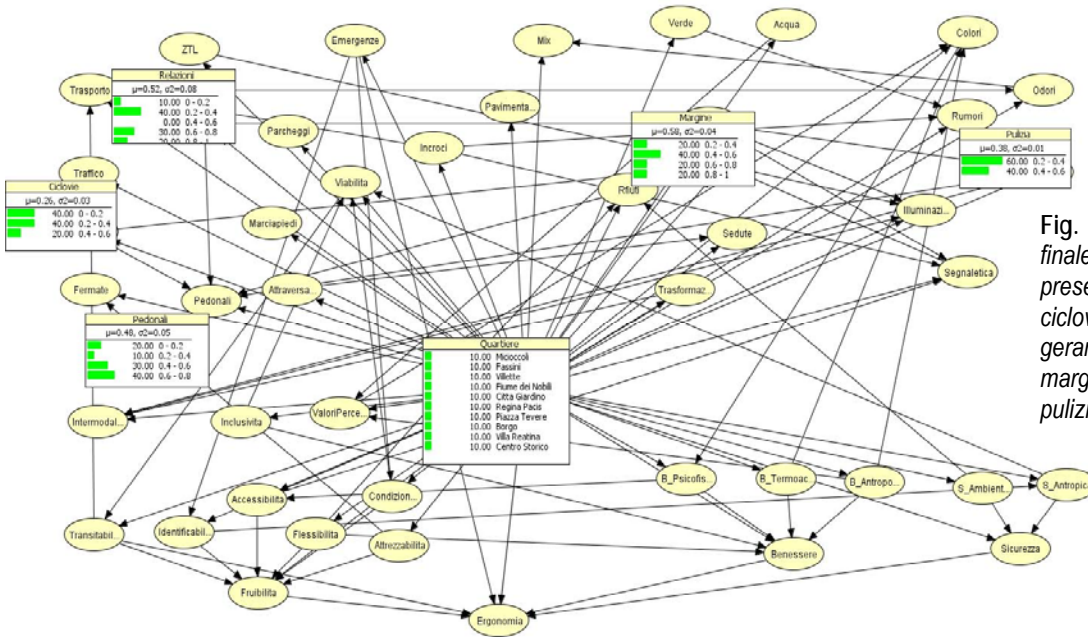 Verde
Acqua
Colori
Emergenze
Mix
ZTL
Relazioni
μ=0.52, σ2=0.08
10.00 0 - 0.2
40.00 0.2 - 0.4
0.00 0.4 - 0.6
30.00 0.6 - 0.8
20.00 0.8 - 1
Trasporto
Odori
Pavimenta...
Parcheggi
Margine
μ=0.58, σ2=0.04
20.00 0.2 - 0.4
40.00 0.4 - 0.6
20.00 0.6 - 0.8
20.00 0.8 - 1
Rumori
Incroci
Pulizia
μ=0.38, σ2=0.01
60.00 0.2 - 0.4
40.00 0.4 - 0.6
Traffico
Viabilita
Rfiuti
Ciclovie
μ=0.26, σ2=0.03
40.00 0 - 0.2
40.00 0.2 - 0.4
20.00 0.4 - 0.6
Illuminazi...
Marciapiedi
Sedute
Segnaletica
Fermate
Pedonali
Attraversa...
Trasformaz...
Pedonali
μ=0.48, σ2=0.05
20.00 0 - 0.2
10.00 0.2 - 0.4
30.00 0.4 - 0.6
40.00 0.6 - 0.8
Quartiere
10.00 Micioccoli
10.00 Fassini
10.00 Villette
10.00 Fiume dei Nobili
10.00 Citta Giardino
10.00 Regina Pacis
10.00 Piazza Tevere
10.00 Borgo
10.00 Villa Reatina
10.00 Centro Storico
Intermodal...
Inclusivita
ValoriPerce...
Accessibilita
Condizion...
B_Psicofis...
B_Termoac...
B_Antropo...
S_Ambient...
S_Antropica
Transitabil...
Identificabil...
Flessibilita
Attrezzabilita
Benessere
Sicurezza
Fruibilita
Ergonomia
Fig.
finale
prese
ciclov
geran
marg
pulizi